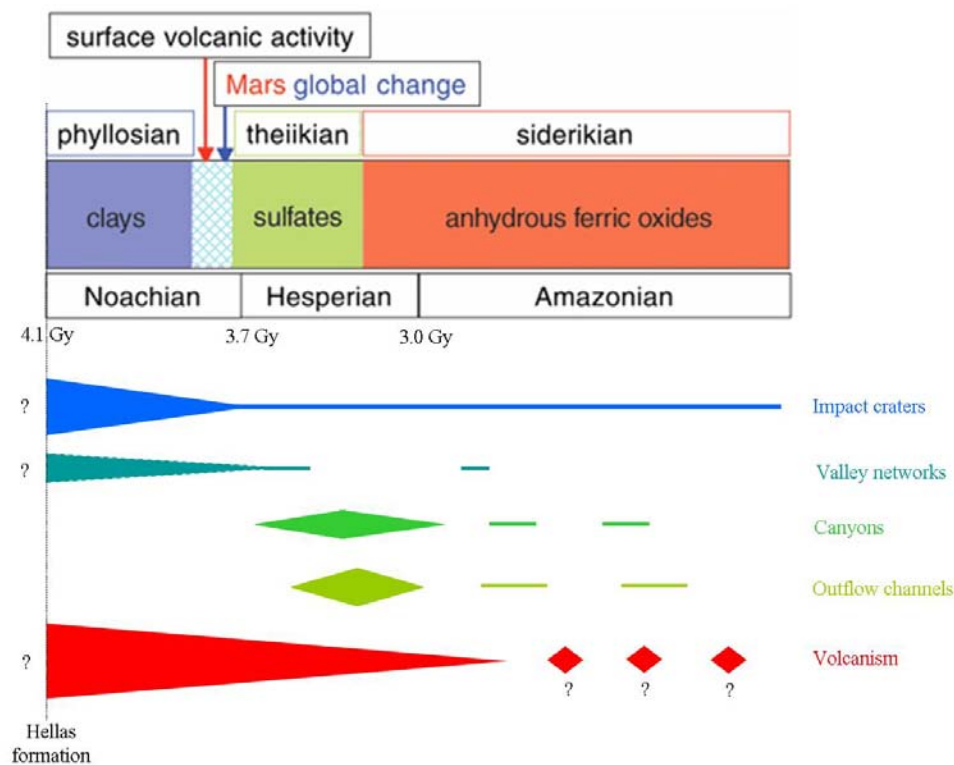 surface volcanic activity
Mars global change
phyllosian
theiikian
siderikian
clays
sulfates
anhydrous ferric oxides
Noachian
Hesperian
Amazonian
4.1 Gy
3.7 Gy
3.0 Gy
?
Impact craters
?
Valley networks
Canyons
Outflow channels
?
Volcanism
? ? ?
Hellas
formation